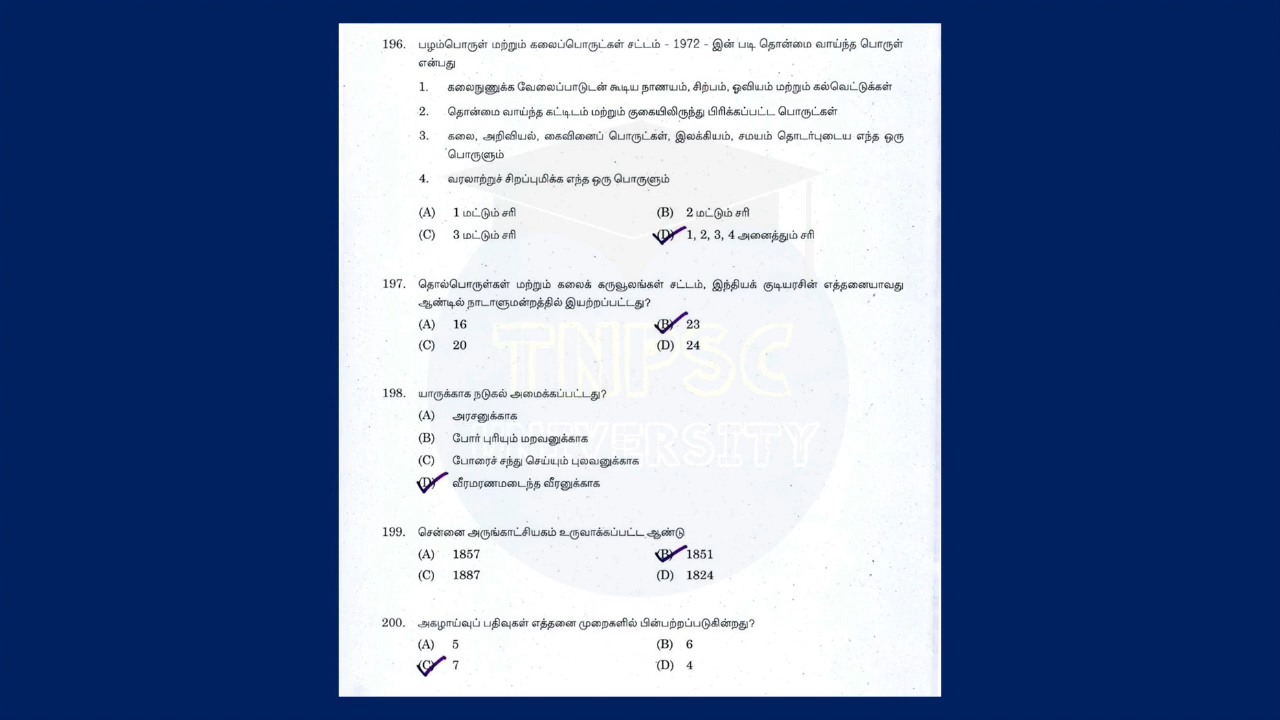 196. பழம்பொருள் மற்றும் கலைப்பொருட்கள் சட்டம் - 1972 - இன் படி தொன்மை வாய்ந்த பொருள்
என்பது
1. கலைநுணுக்க வேலைப்பாடுடன் கூடிய நாணயம், சிற்பம், ஓவியம் மற்றும் கல்வெட்டுக்கள்
2. தொன்மை வாய்ந்த கட்டிடம் மற்றும் குகையிலிருந்து பிரிக்கப்பட்ட பொருட்கள்
3. கலை, அறிவியல், கைவினைப் பொருட்கள், இலக்கியம், சமயம் தொடர்புடைய எந்த ஒரு
பொருளும்
4. வரலாற்றுச் சிறப்புமிக்க எந்த ஒரு பொருளும்
(A) 1 மட்டும் சரி (B) 2 மட்டும் சரி
(C) 3 மட்டும் சரி (D) 1, 2, 3, 4 அனைத்தும் சரி
197. தொல்பொருள்கள் மற்றும் கலைக் கருவூலங்கள் சட்டம், இந்தியக் குடியரசின் எத்தனையாவது
ஆண்டில் நாடாளுமன்றத்தில் இயற்றப்பட்டது?
(A) 16 (B) 23
(C) 20 (D) 24
TNPSC
198. யாருக்காக நடுகல் அமைக்கப்பட்டது?
(A) அரசனுக்காக
(B) போர் புரியும் மறவனுக்காக
UNIVERSITY
(C) போரைச் சந்து செய்யும் புலவனுக்காக
(D) வீரமரணமடைந்த வீரனுக்காக
199. சென்னை அருங்காட்சியகம் உருவாக்கப்பட்ட ஆண்டு
(A) 1857 (B) 1851
(C) 1887 (D) 1824
200. அகழாய்வுப் பதிவுகள் எத்தனை முறைகளில் பின்பற்றப்படுகின்றது?
(A) 5 (B) 6
(C) 7 (D) 4